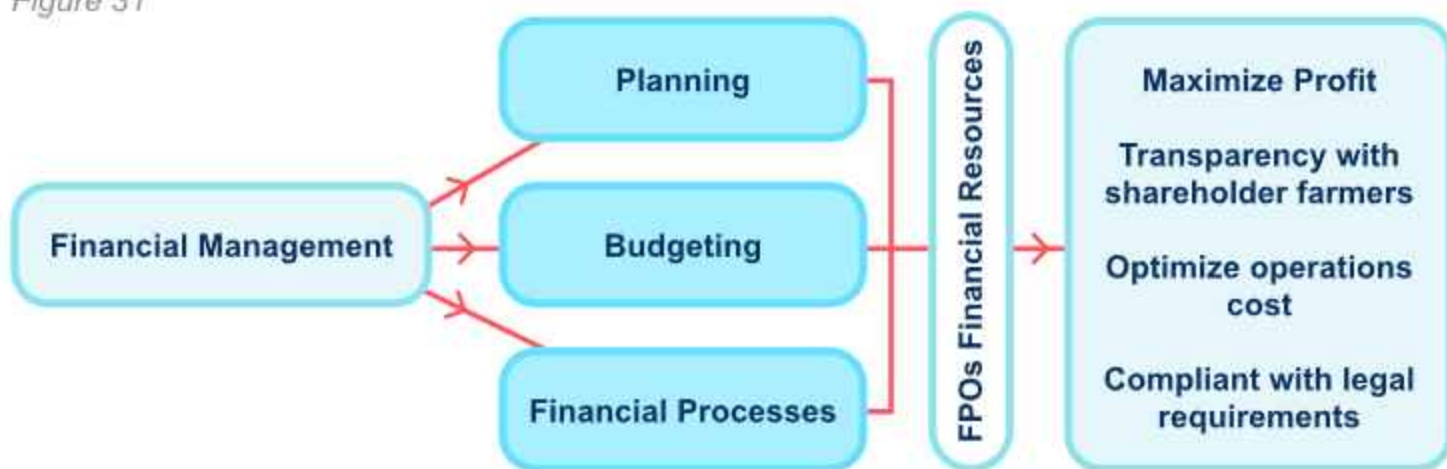 Figure 31
Planning
Financial Management
Budgeting
Financial Processes
FPOs Financial Resources
Maximize Profit
Transparency with
shareholder farmers
Optimize operations
cost
Compliant with legal
requirements